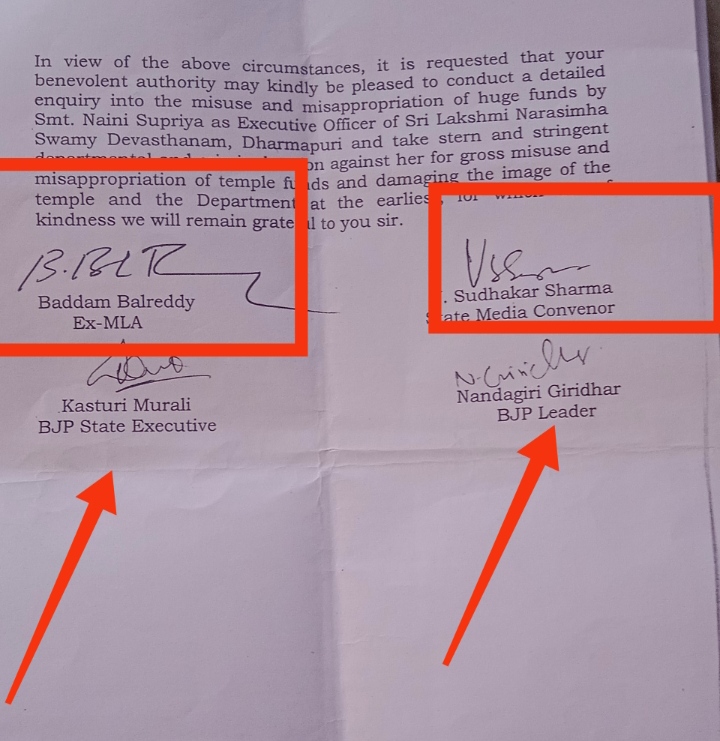 In view of the above circumstances, it is requested that your
benevolent authority may kindly be pleased to conduct a detailed
enquiry into the misuse and misappropriation of huge funds by
Smt. Naini Supriya as Executive Officer of Sri Lakshmi Narasimha
Swamy Devasthanam, Dharmapuri and take stern and stringent
against her for gross misuse and
misappropriation of temple funds and damaging the image of the
temple and the Department at the
kindness we will remain to you sir.
Baddam Balreddy
Ex-MLA
Sudhakar Sharma
Media Convenor
Kasturi Murali
BJP State Executive
N. Giridhar
Nandagiri Giridhar
BJP Leader